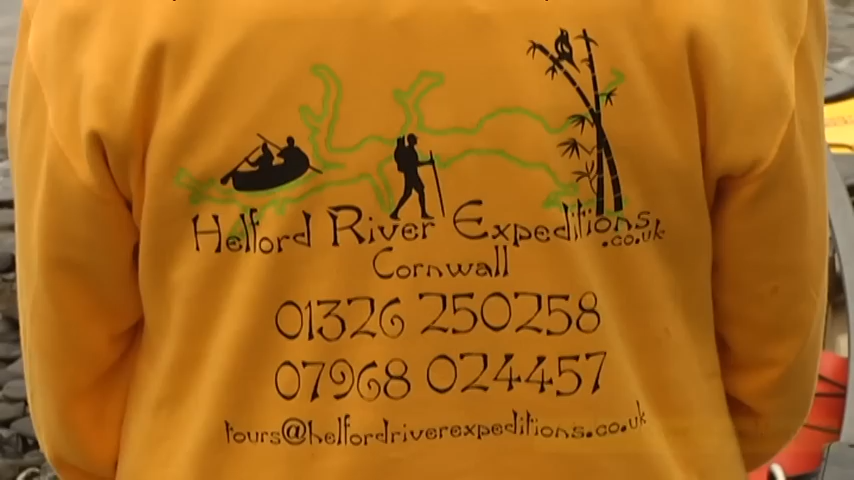 Helford River Expeditions.co.uk
Cornwall
01326 250258
07968 024457
tours@helfordriverexpeditions.co.uk